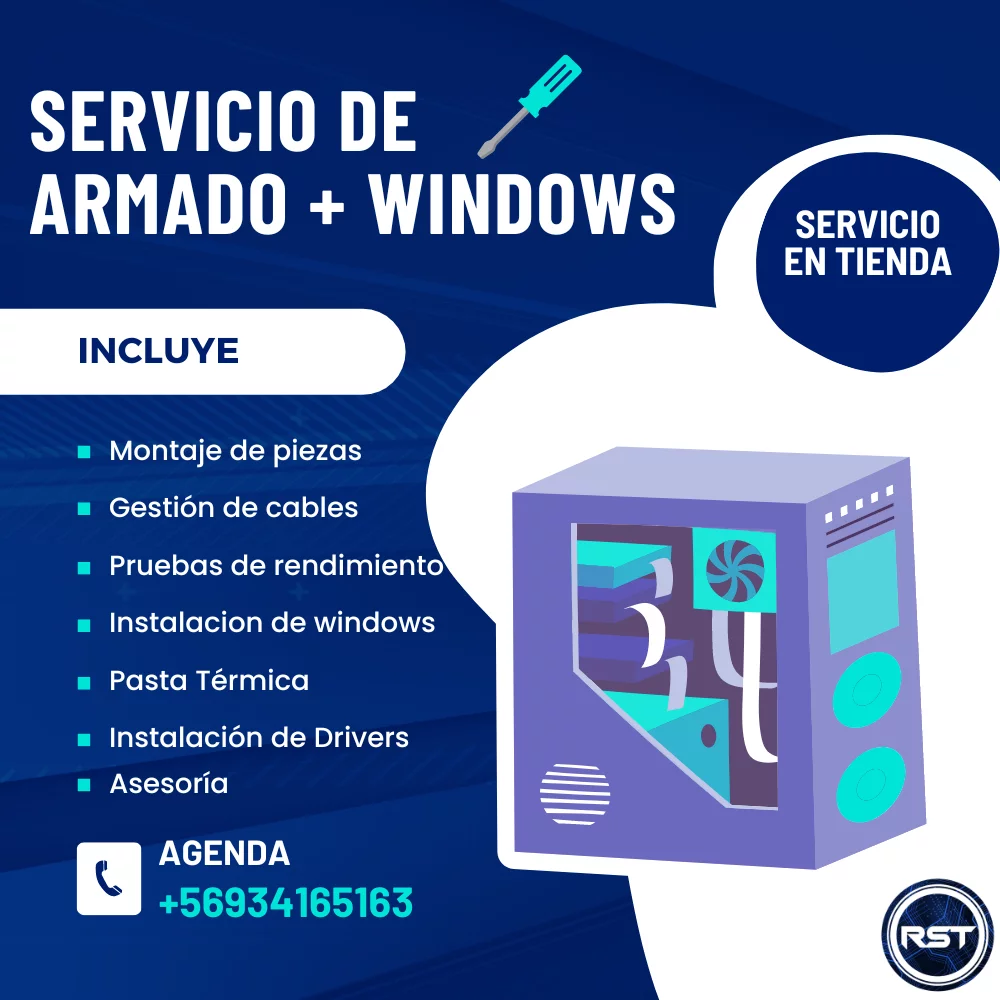 SERVICIO DE
ARMADO + WINDOWS
SERVICIO
EN TIENDA
INCLUYE
Montaje de piezas
Gestión de cables
Pruebas de rendimiento
Instalacion de windows
Pasta Térmica
Instalación de Drivers
Asesoría
AGENDA
+56934165163
RST